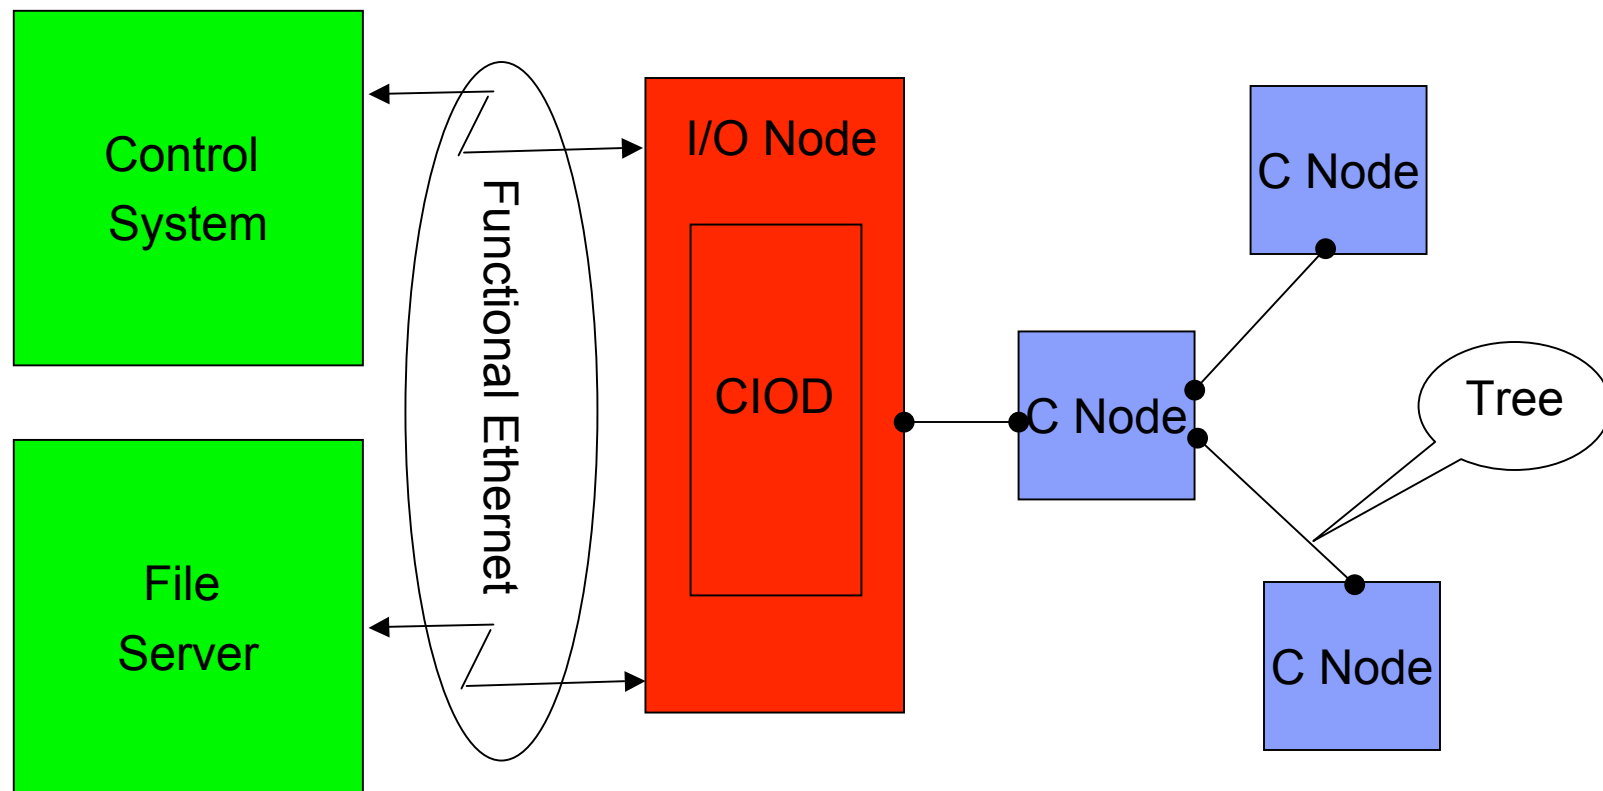 Control
System
File
Server
Functional Ethernet
I/O Node
CIOD
C Node
C Node
Tree
C Node